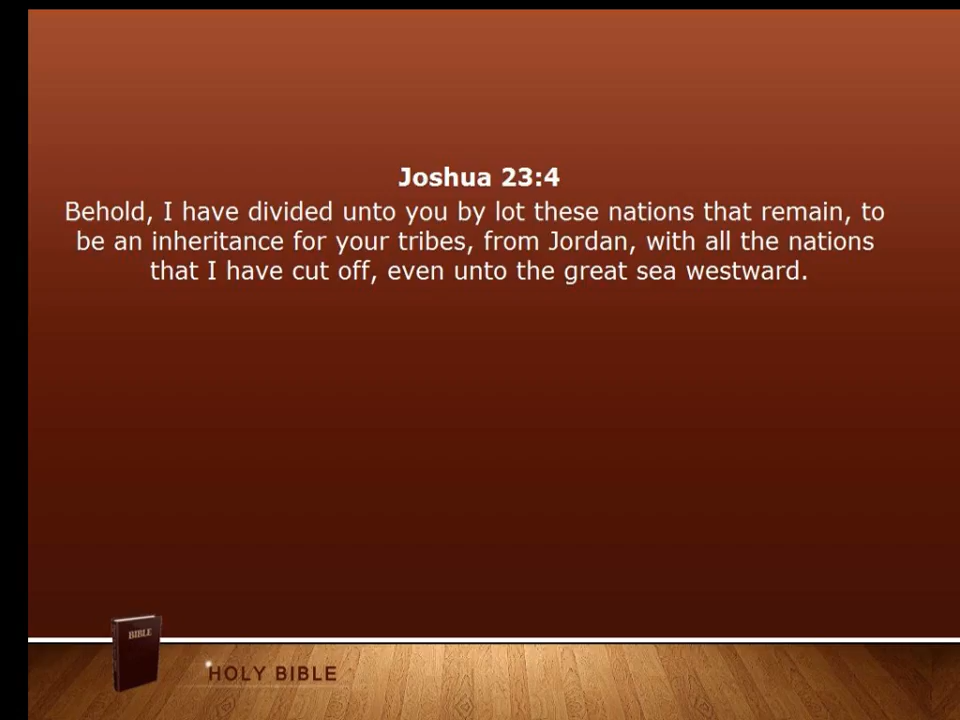 Joshua 23:4
Behold, I have divided unto you by lot these nations that remain, to
be an inheritance for your tribes, from Jordan, with all the nations
that I have cut off, even unto the great sea westward.
BIBLE
HOLY BIBLE